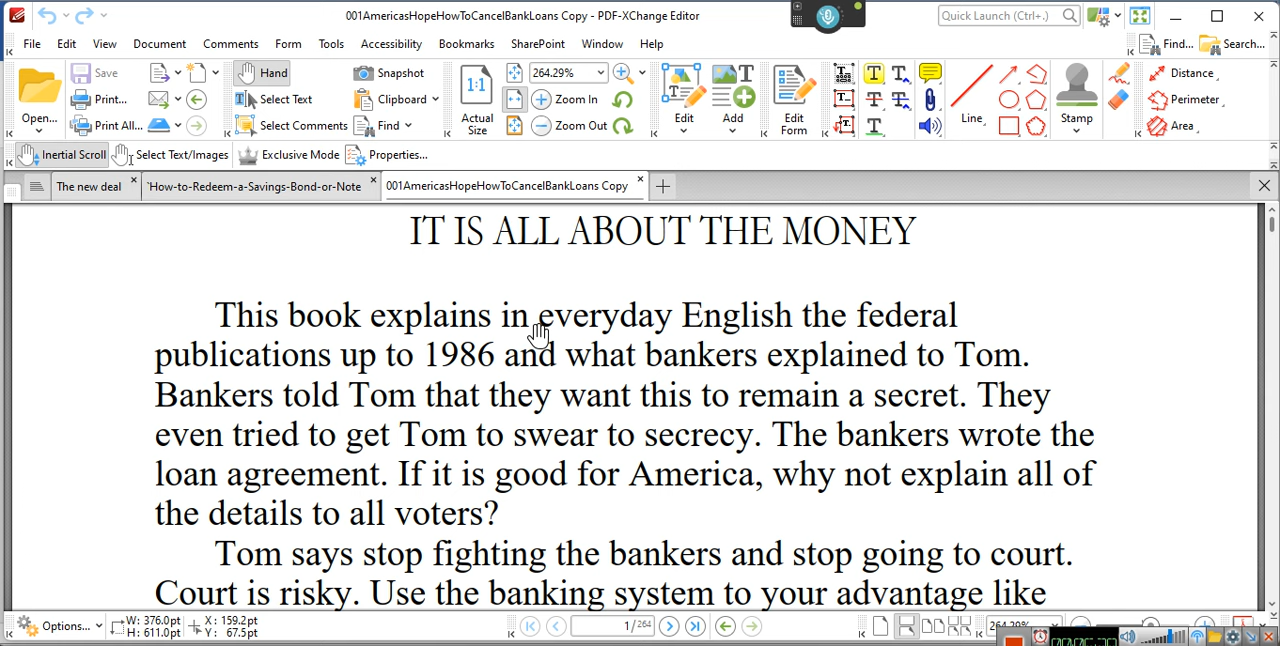 001AmericasHopeHowToCancelBankLoans Copy - PDF-XChange Editor
Quick Launch (Ctrl+.)
File Edit View Document Comments Form Tools Accessibility Bookmarks SharePoint Window Help
Find... Search...
Open...
Save
Print...
Print All...
Hand
Select Text
Select Comments
Snapshot
Clipboard
Find
1:1
Actual Size
264.29%
Zoom In
Zoom Out
Edit
Add
Edit Form
Line
Stamp
Distance
Perimeter
Area
Inertial Scroll Select Text/Images Exclusive Mode Properties...
The new deal `How-to-Redeem-a-Savings-Bond-or-Note 001AmericasHopeHowToCancelBankLoans Copy
IT IS ALL ABOUT THE MONEY
This book explains in everyday English the federal
publications up to 1986 and what bankers explained to Tom.
Bankers told Tom that they want this to remain a secret. They
even tried to get Tom to swear to secrecy. The bankers wrote the
loan agreement. If it is good for America, why not explain all of
the details to all voters?
Tom says stop fighting the bankers and stop going to court.
Court is risky. Use the banking system to your advantage like
Options... W: 376.0pt X: 159.2pt
H: 611.0pt Y: 67.5pt
1/264
264.29%